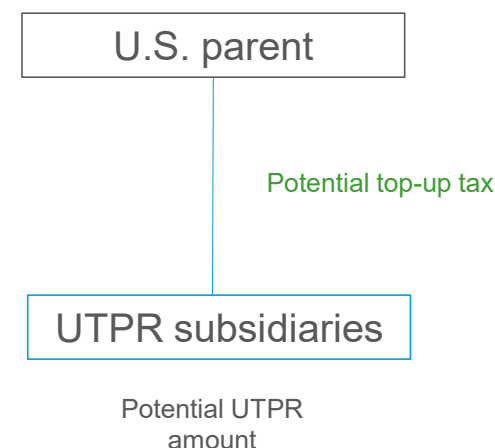 U.S. parent
Potential top-up tax
UTPR subsidiaries
Potential UTPR
amount